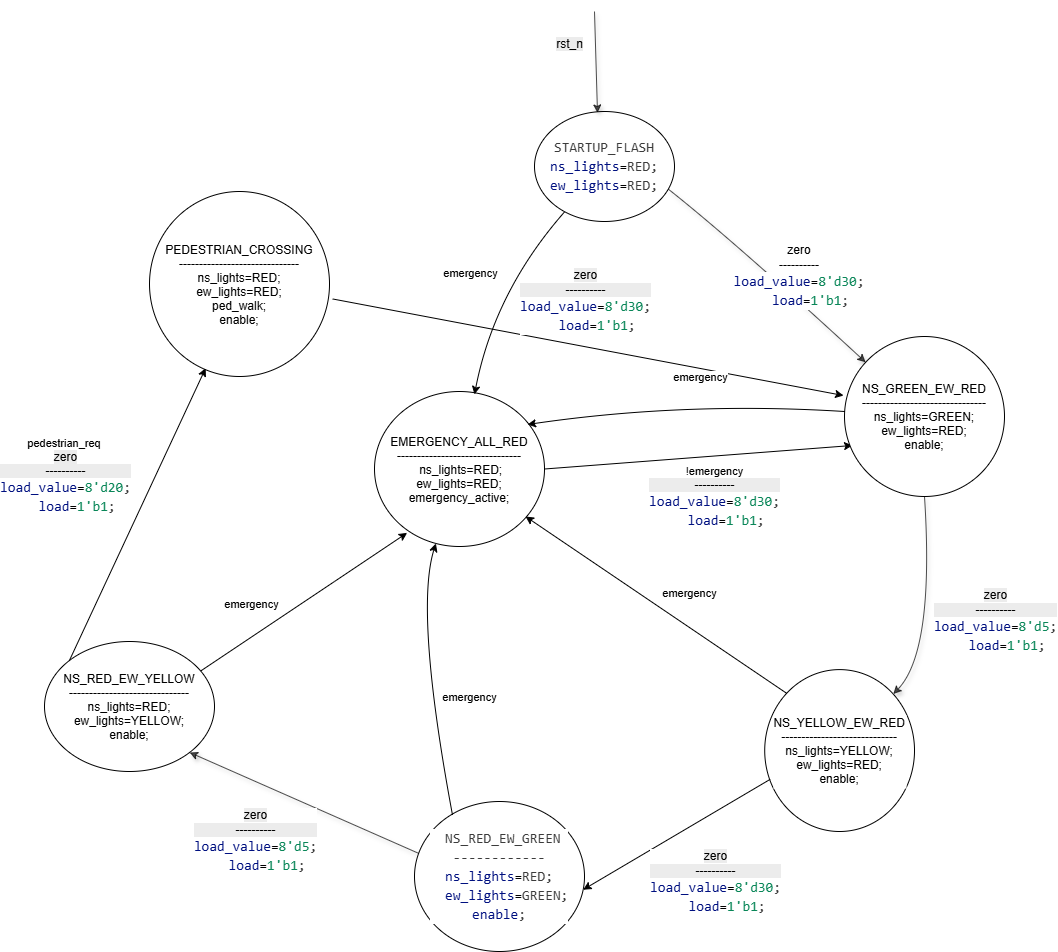 rst_n
STARTUP_FLASH
ns_lights=RED;
ew_lights=RED;
PEDESTRIAN_CROSSING
------------------------------
ns_lights=RED;
ew_lights=RED;
ped_walk;
enable;
emergency
zero
----------
load_value=8'd30;
load=1'b1;
zero
----------
load_value=8'd30;
load=1'b1;
emergency
NS_GREEN_EW_RED
-------------------------------
ns_lights=GREEN;
ew_lights=RED;
enable;
EMERGENCY_ALL_RED
-------------------------------
ns_lights=RED;
ew_lights=RED;
emergency_active;
!emergency
----------
load_value=8'd30;
load=1'b1;
pedestrian_req
zero
----------
load_value=8'd20;
load=1'b1;
emergency
emergency
zero
----------
load_value=8'd5;
load=1'b1;
NS_RED_EW_YELLOW
------------------------------
ns_lights=RED;
ew_lights=YELLOW;
enable;
emergency
NS_YELLOW_EW_RED
-----------------------------
ns_lights=YELLOW;
ew_lights=RED;
enable;
zero
----------
load_value=8'd5;
load=1'b1;
NS_RED_EW_GREEN
------------
ns_lights=RED;
ew_lights=GREEN;
enable;
zero
----------
load_value=8'd30;
load=1'b1;